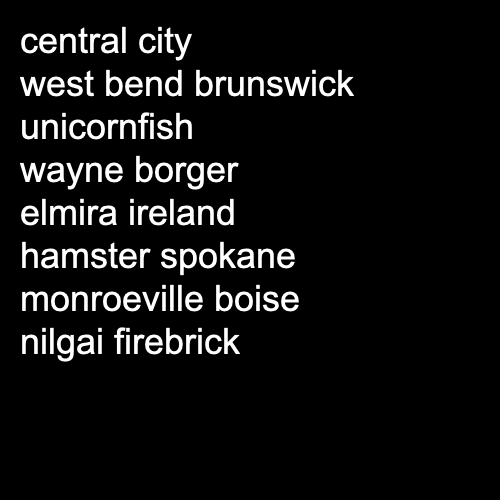 central city
west bend brunswick
unicornfish
wayne borger
elmira ireland
hamster spokane
monroeville boise
nilgai firebrick